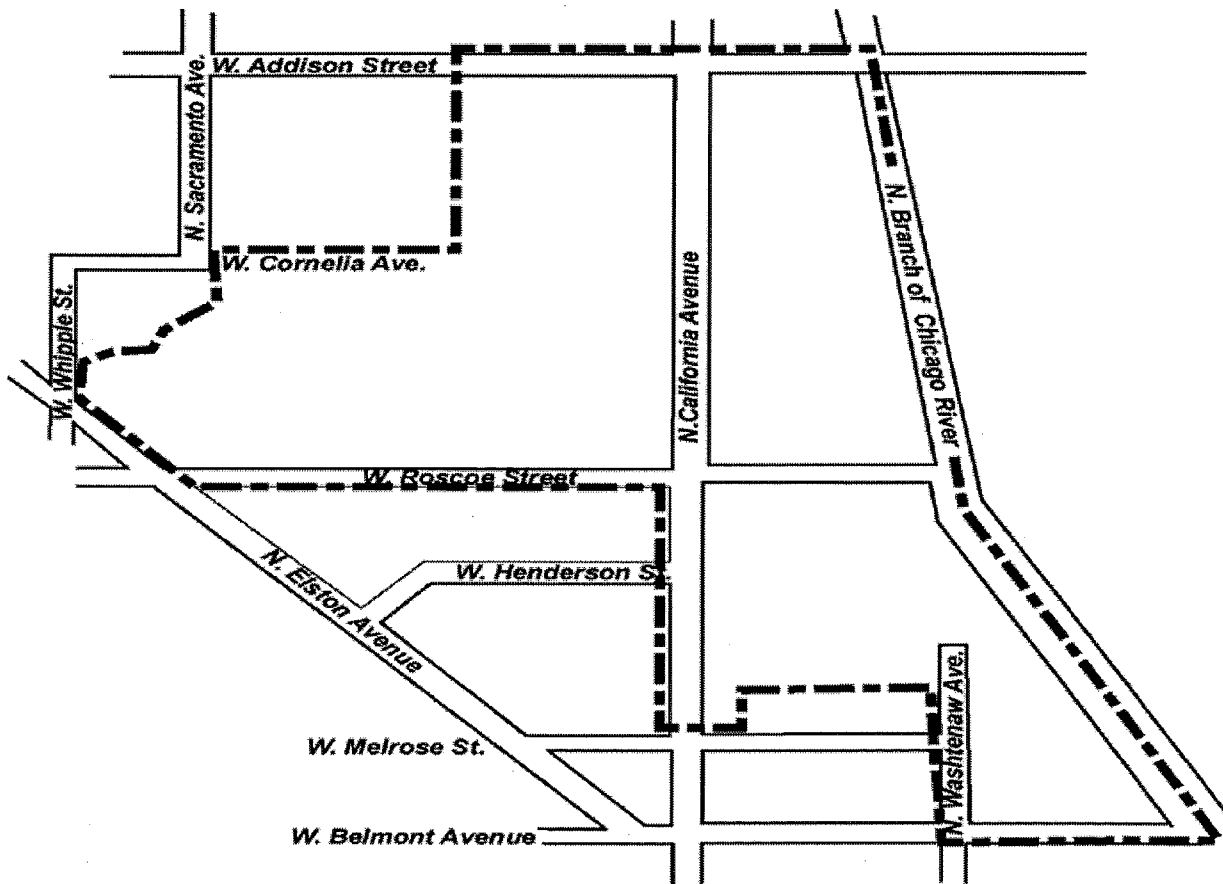 W. Addison Street
N. Sacramento Ave.
W. Cornelia Ave.
N. Branch of Chicago River
W. Whipple St.
N.California Avenue
W. Roscoe Street
W. Henderson St.
N. Elston Avenue
N. Washtenaw Ave.
W. Melrose St.
W. Belmont Avenue